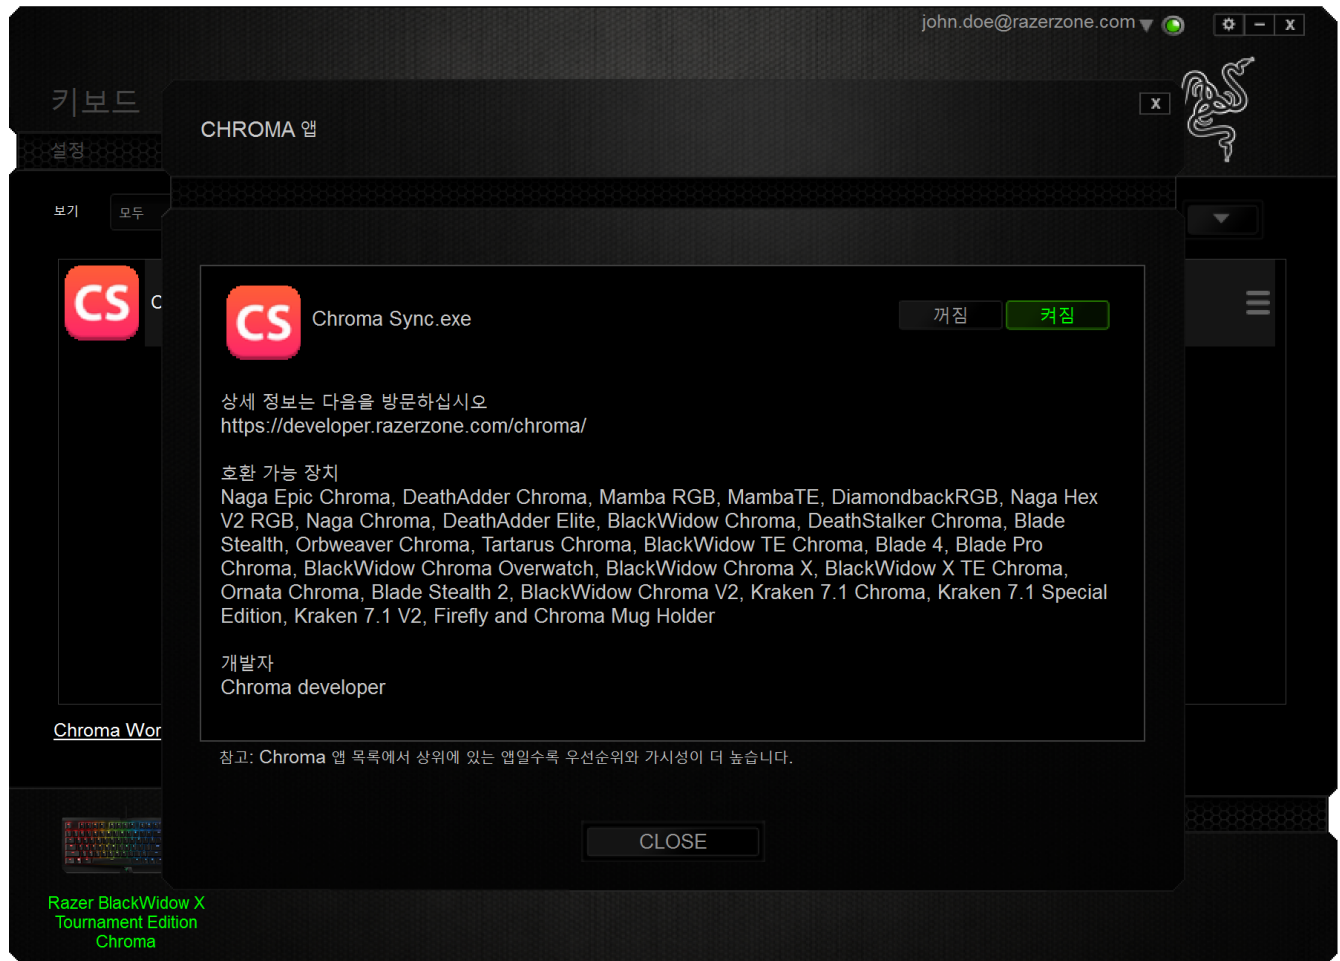 john.doe@razerzone.com
키보드
CHROMA 앱
설정
보기
모두
CS
CS
Chroma Sync.exe
꺼짐
켜짐
상세 정보는 다음을 방문하십시오
https://developer.razerzone.com/chroma/
호환 가능 장치
Naga Epic Chroma, DeathAdder Chroma, Mamba RGB, MambaTE, DiamondbackRGB, Naga Hex
V2 RGB, Naga Chroma, DeathAdder Elite, BlackWidow Chroma, DeathStalker Chroma, Blade
Stealth, Orbweaver Chroma, Tartarus Chroma, BlackWidow TE Chroma, Blade 4, Blade Pro
Chroma, BlackWidow Chroma Overwatch, BlackWidow Chroma X, BlackWidow X TE Chroma,
Ornata Chroma, Blade Stealth 2, BlackWidow Chroma V2, Kraken 7.1 Chroma, Kraken 7.1 Special
Edition, Kraken 7.1 V2, Firefly and Chroma Mug Holder
개발자
Chroma developer
Chroma Wor
참고: Chroma 앱 목록에서 상위에 있는 앱일수록 우선순위와 가시성이 더 높습니다.
CLOSE
Razer BlackWidow X
Tournament Edition
Chroma